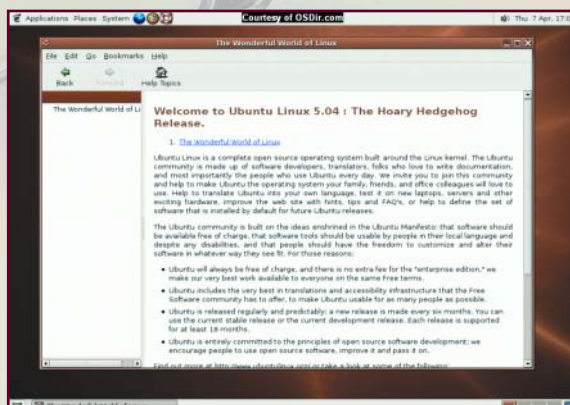 Applications Places System
Courtesy of OSDir.com
Thu 7 Apr, 17:0
The Wonderful World of Linux
File Edit Go Bookmarks Help
Back Forward Help Topics
The Wonderful World of Li
Welcome to Ubuntu Linux 5.04 : The Hoary Hedgehog
Release.
1. The Wonderful World of Linux
Ubuntu Linux is a complete open source operating system built around the Linux kernel. The Ubuntu
community is made up of software developers, translators, folks who love to write documentation,
and most importantly the people who use Ubuntu every day. We invite you to join this community
and help to make Ubuntu the operating system your family, friends, and office colleagues will love to
use. Help to translate Ubuntu into your own language, test it on new laptops, servers and other
exciting hardware, improve the web site with hints, tips and FAQ's, or help to define the set of
software that is installed by default for future Ubuntu releases.
The Ubuntu community is built on the ideas enshrined in the Ubuntu Manifesto: that software should
be available free of charge, that software tools should be usable by people in their local language and
despite any disabilities, and that people should have the freedom to customize and alter their
software in whatever way they see fit. For those reasons:
• Ubuntu will always be free of charge, and there is no extra fee for the "enterprise edition," we
make our very best work available to everyone on the same Free terms.
• Ubuntu includes the very best in translations and accessibility infrastructure that the Free
Software community has to offer, to make Ubuntu usable for as many people as possible.
• Ubuntu is released regularly and predictably; a new release is made every six months. You can
use the current stable release or the current development release. Each release is supported
for at least 18 months.
• Ubuntu is entirely committed to the principles of open source software development; we
encourage people to use open source software, improve it and pass it on.
Find out more at http://www.ubuntulinux.org/ or take a look at some of the following: